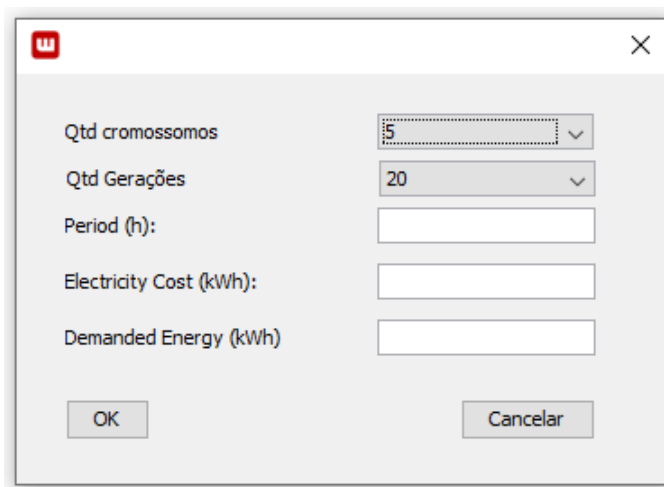 Qtd cromossomos 5
Qtd Gerações 20
Period (h):
Electricity Cost (kWh):
Demanded Energy (kWh)
OK Cancelar